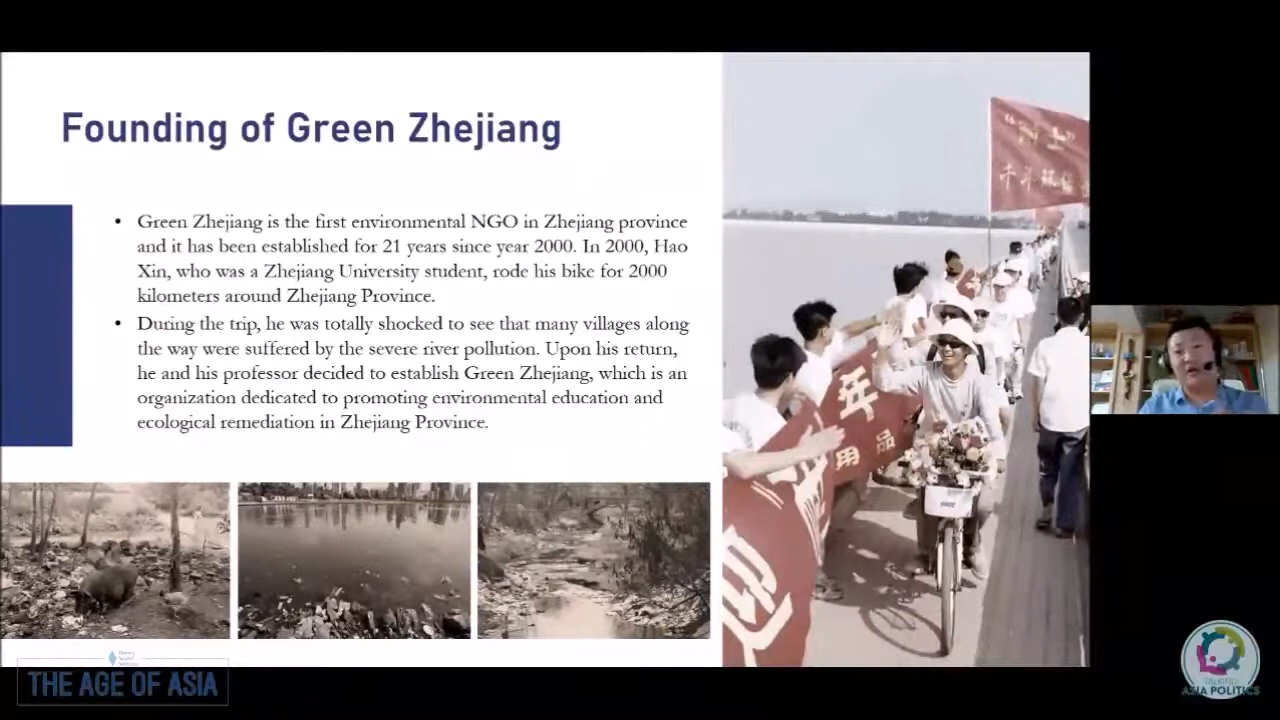 Founding of Green Zhejiang
• Green Zhejiang is the first environmental NGO in Zhejiang province
and it has been established for 21 years since year 2000. In 2000, Hao
Xin, who was a Zhejiang University student, rode his bike for 2000
kilometers around Zhejiang Province.
• During the trip, he was totally shocked to see that many villages along
the way were suffered by the severe river pollution. Upon his return,
he and his professor decided to establish Green Zhejiang, which is an
organization dedicated to promoting environmental education and
ecological remediation in Zhejiang Province.
年
用品
THE AGE OF ASIA
TALKING
ASIA POLITICS